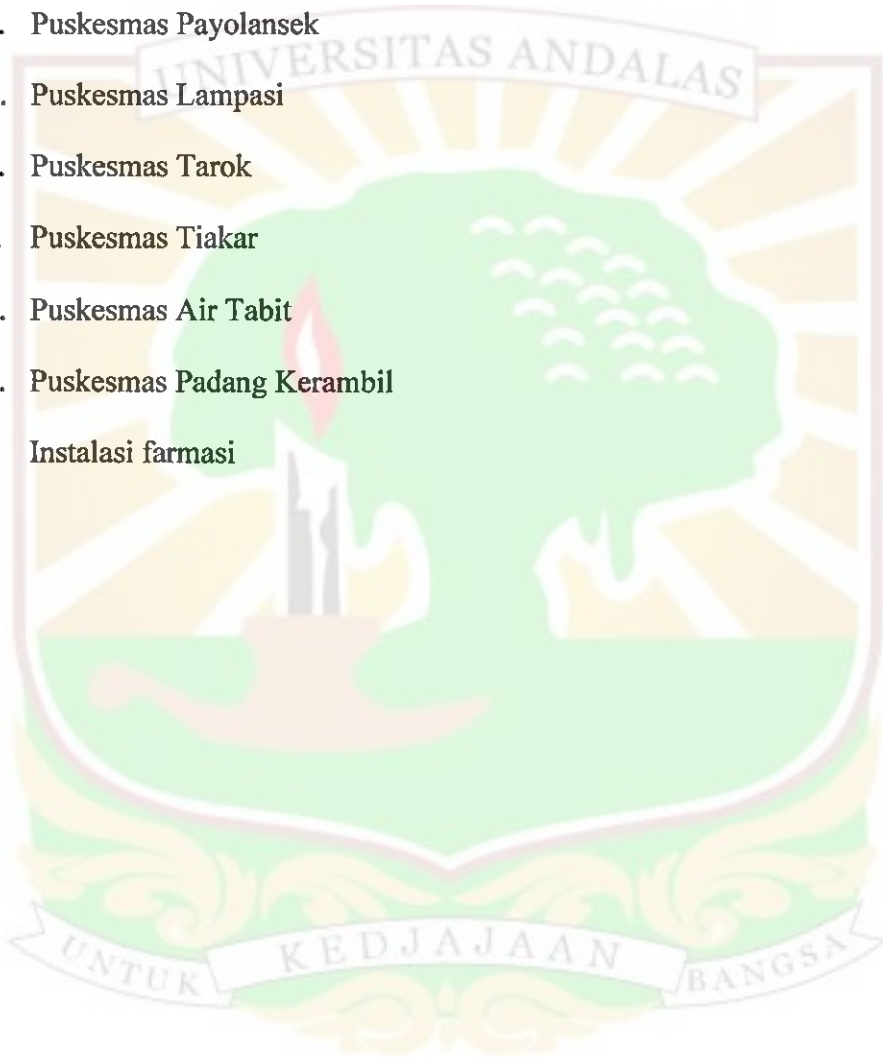 . Puskesmas Payolansek
UNIVERSITAS ANDALAS
. Puskesmas Lampasi
. Puskesmas Tarok
. Puskesmas Tiakar
. Puskesmas Air Tabit
. Puskesmas Padang Kerambil
Instalasi farmasi
UNTUK KEDJAJAAN BANGSA